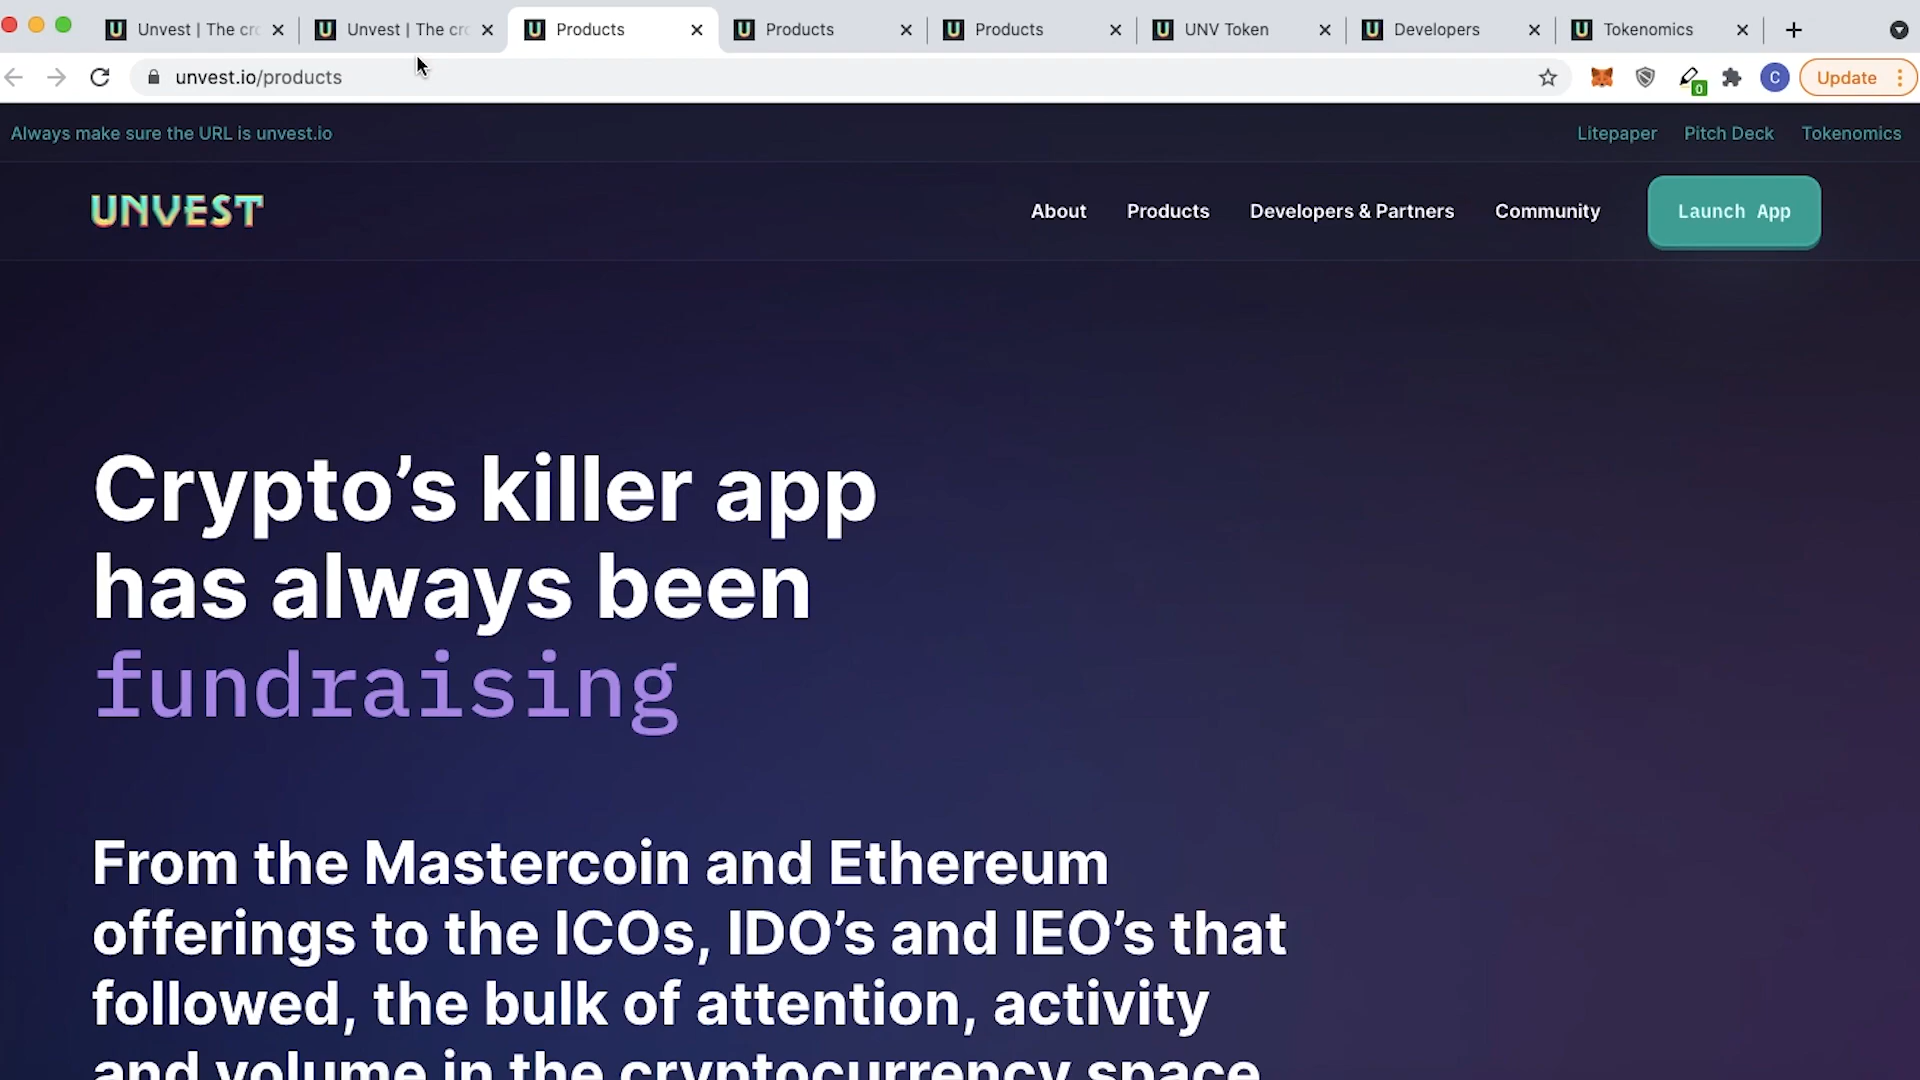 Unvest | The cro
Unvest | The cro
Products
Products
Products
UNV Token
Developers
Tokenomics
unvest.io/products
0
C
Update
Always make sure the URL is unvest.io
Litepaper
Pitch Deck
Tokenomics
UNVEST
About
Products
Developers & Partners
Community
Launch App
Crypto’s killer app
has always been
fundraising
From the Mastercoin and Ethereum
offerings to the ICOs, IDO’s and IEO’s that
followed, the bulk of attention, activity
and volume in the cryptocurrency space